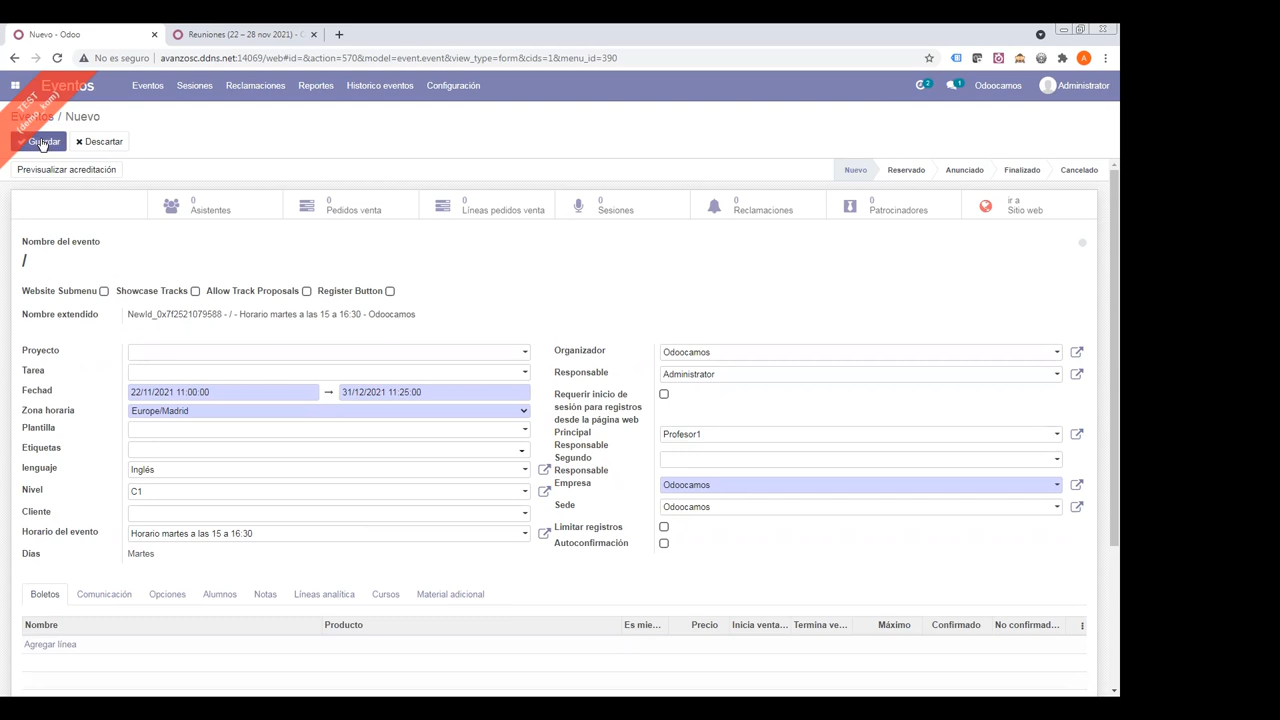 Nuevo - Odoo
Reuniones (22 – 28 nov 2021) - C
No es seguro
avanzosc.ddns.net:14069/web#id=&action=570&model=event.event&view_type=form&cids=1&menu_id=390
A
Eventos
Eventos
Sesiones
Reclamaciones
Reportes
Historico eventos
Configuración
2
1
Odoocamos
Administrator
TEST
(demo_kom)
Eventos / Nuevo
Guardar
Descartar
Previsualizar acreditación
Nuevo
Reservado
Anunciado
Finalizado
Cancelado
0
Asistentes
0
Pedidos venta
0
Líneas pedidos venta
0
Sesiones
0
Reclamaciones
0
Patrocinadores
ir a
Sitio web
Nombre del evento
/
Website Submenu
Showcase Tracks
Allow Track Proposals
Register Button
Nombre extendido
NewId_0x7f2521079588 - / - Horario martes a las 15 a 16:30 - Odoocamos
Proyecto
Tarea
Fechad
22/11/2021 11:00:00
31/12/2021 11:25:00
Zona horaria
Europe/Madrid
Plantilla
Etiquetas
lenguaje
Inglés
Nivel
C1
Cliente
Horario del evento
Horario martes a las 15 a 16:30
Días
Martes
Organizador
Odoocamos
Responsable
Administrator
Requerir inicio de
sesión para registros
desde la página web
Principal
Responsable
Profesor1
Segundo
Responsable
Empresa
Odoocamos
Sede
Odoocamos
Limitar registros
Autoconfirmación
Boletos
Comunicación
Opciones
Alumnos
Notas
Líneas analítica
Cursos
Material adicional
Nombre
Producto
Es mie...
Precio
Inicia venta...
Termina ve...
Máximo
Confirmado
No confirmad...
Agregar línea